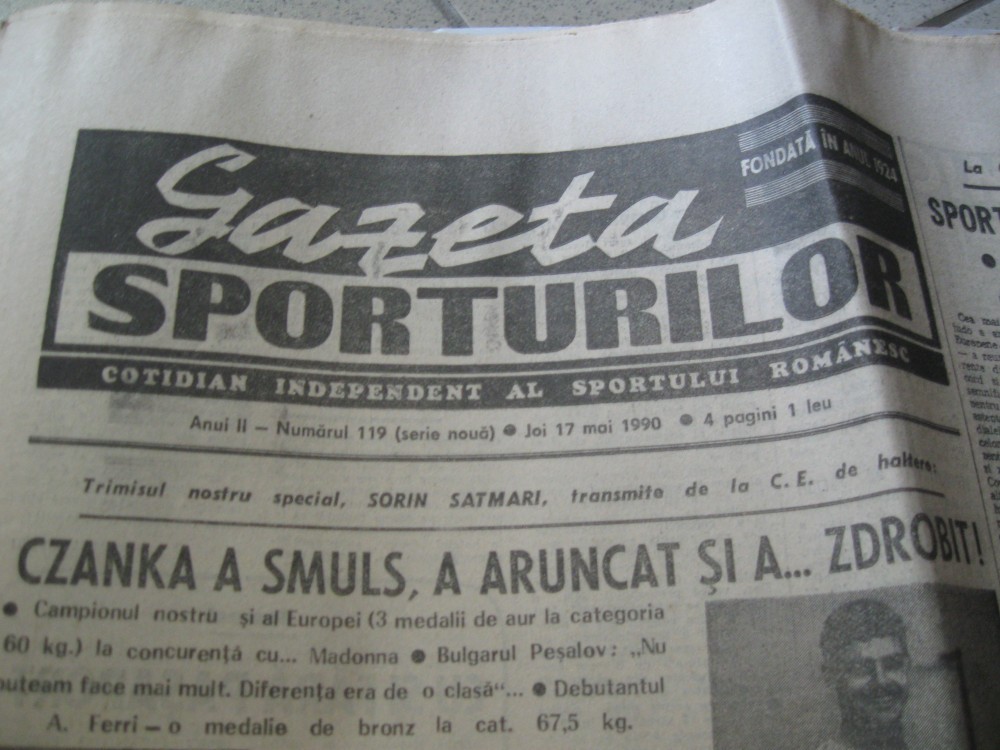 FONDATĂ ÎN ANUL 1924
Gazeta
SPORTURILOR
COTIDIAN INDEPENDENT AL SPORTULUI ROMÂNESC
Anul II — Numărul 119 (serie nouă) ● Joi 17 mai 1990 ● 4 pagini 1 leu
Trimisul nostru special, SORIN SATMARI, transmite de la C. E. de haltere:
CZANKA A SMULS, A ARUNCAT ȘI A... ZDROBIT!
● Campionul nostru și al Europei (3 medalii de aur la categoria
60 kg.) la concurență cu... Madonna ● Bulgarul Peșalov: „Nu
puteam face mai mult. Diferența era de o clasă“... ● Debutantul
A. Ferri — o medalie de bronz la cat. 67,5 kg.
La
SPORT
●